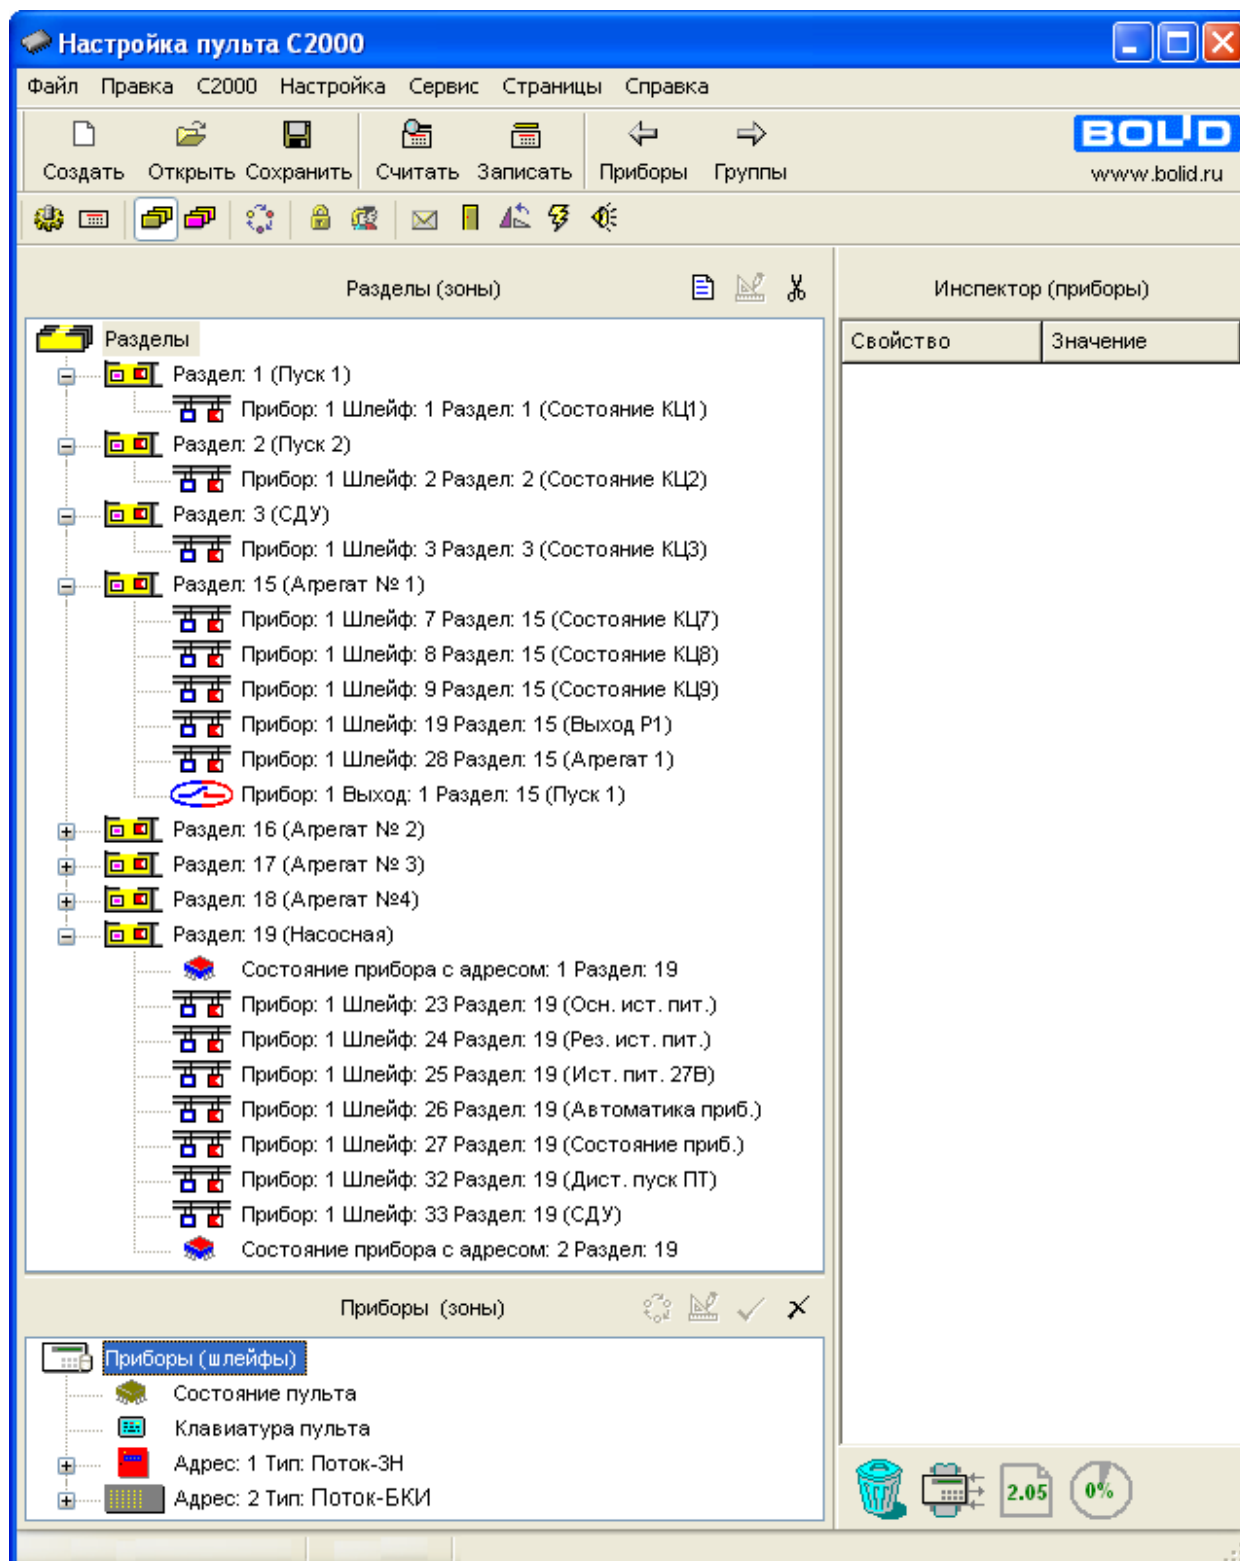 Настройка пульта С2000
Файл Правка С2000 Настройка Сервис Страницы Справка
Создать Открыть Сохранить Считать Записать Приборы Группы
BOLID
www.bolid.ru
Разделы (зоны)
Инспектор (приборы)
Свойство Значение
Разделы
Раздел: 1 (Пуск 1)
Прибор: 1 Шлейф: 1 Раздел: 1 (Состояние КЦ1)
Раздел: 2 (Пуск 2)
Прибор: 1 Шлейф: 2 Раздел: 2 (Состояние КЦ2)
Раздел: 3 (СДУ)
Прибор: 1 Шлейф: 3 Раздел: 3 (Состояние КЦ3)
Раздел: 15 (Агрегат № 1)
Прибор: 1 Шлейф: 7 Раздел: 15 (Состояние КЦ7)
Прибор: 1 Шлейф: 8 Раздел: 15 (Состояние КЦ8)
Прибор: 1 Шлейф: 9 Раздел: 15 (Состояние КЦ9)
Прибор: 1 Шлейф: 19 Раздел: 15 (Выход Р1)
Прибор: 1 Шлейф: 28 Раздел: 15 (Агрегат 1)
Прибор: 1 Выход: 1 Раздел: 15 (Пуск 1)
Раздел: 16 (Агрегат № 2)
Раздел: 17 (Агрегат № 3)
Раздел: 18 (Агрегат №4)
Раздел: 19 (Насосная)
Состояние прибора с адресом: 1 Раздел: 19
Прибор: 1 Шлейф: 23 Раздел: 19 (Осн. ист. пит.)
Прибор: 1 Шлейф: 24 Раздел: 19 (Рез. ист. пит.)
Прибор: 1 Шлейф: 25 Раздел: 19 (Ист. пит. 27В)
Прибор: 1 Шлейф: 26 Раздел: 19 (Автоматика приб.)
Прибор: 1 Шлейф: 27 Раздел: 19 (Состояние приб.)
Прибор: 1 Шлейф: 32 Раздел: 19 (Дист. пуск ПТ)
Прибор: 1 Шлейф: 33 Раздел: 19 (СДУ)
Состояние прибора с адресом: 2 Раздел: 19
Приборы (зоны)
Приборы (шлейфы)
Состояние пульта
Клавиатура пульта
Адрес: 1 Тип: Поток-3Н
Адрес: 2 Тип: Поток-БКИ
2.05 0%